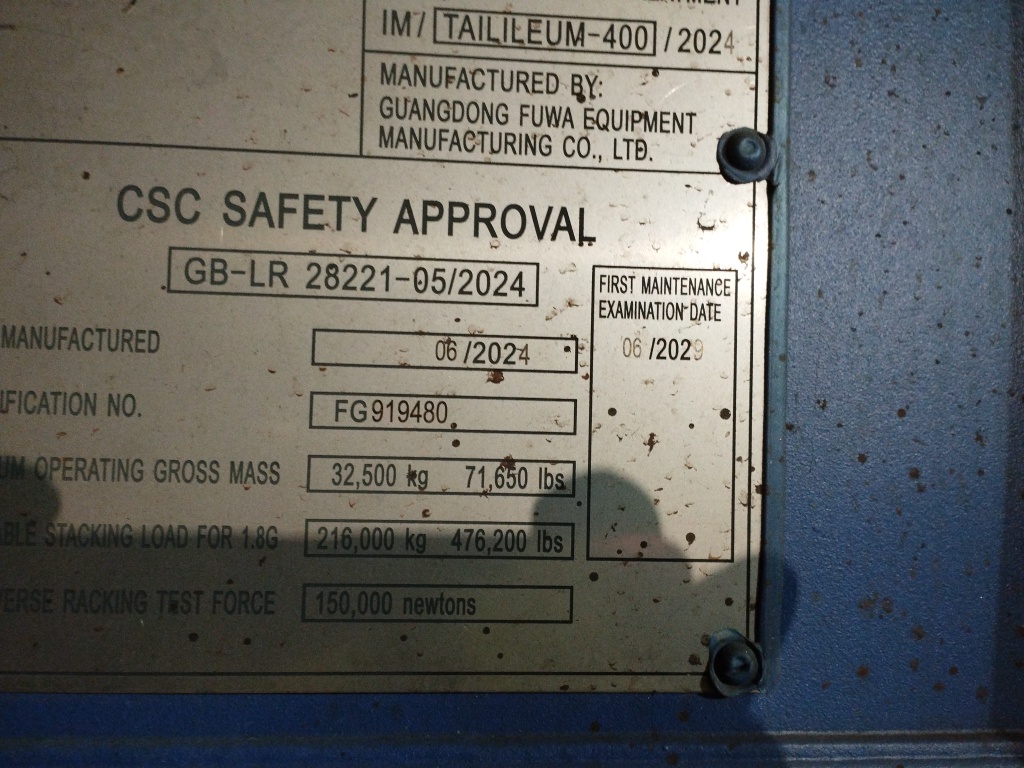 IM / TAILILEUM-400 / 2024
MANUFACTURED BY:
GUANGDONG FUWA EQUIPMENT
MANUFACTURING CO., LTD.
CSC SAFETY APPROVAL
GB-LR 28221-05/2024
FIRST MAINTENANCE
EXAMINATION DATE
06 /2029
MANUFACTURED 06 /2024
IFICATION NO. FG919480
UM OPERATING GROSS MASS 32,500 kg 71,650 lbs
ABLE STACKING LOAD FOR 1.8G 216,000 kg 476,200 lbs
ERSE RACKING TEST FORCE 150,000 newtons